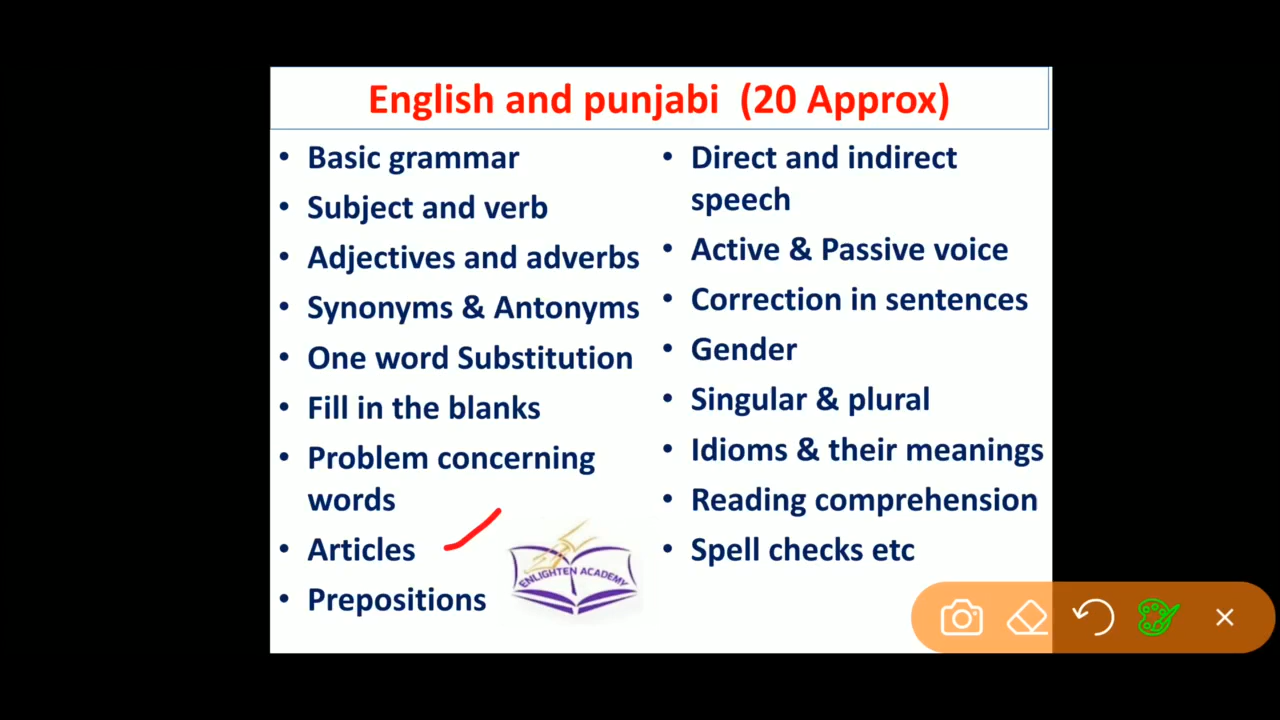 English and punjabi (20 Approx)
• Basic grammar
• Subject and verb
• Adjectives and adverbs
• Synonyms & Antonyms
• One word Substitution
• Fill in the blanks
• Problem concerning
words
• Articles
• Prepositions
ENLIGHTEN ACADEMY
• Direct and indirect
speech
• Active & Passive voice
• Correction in sentences
• Gender
• Singular & plural
• Idioms & their meanings
• Reading comprehension
• Spell checks etc